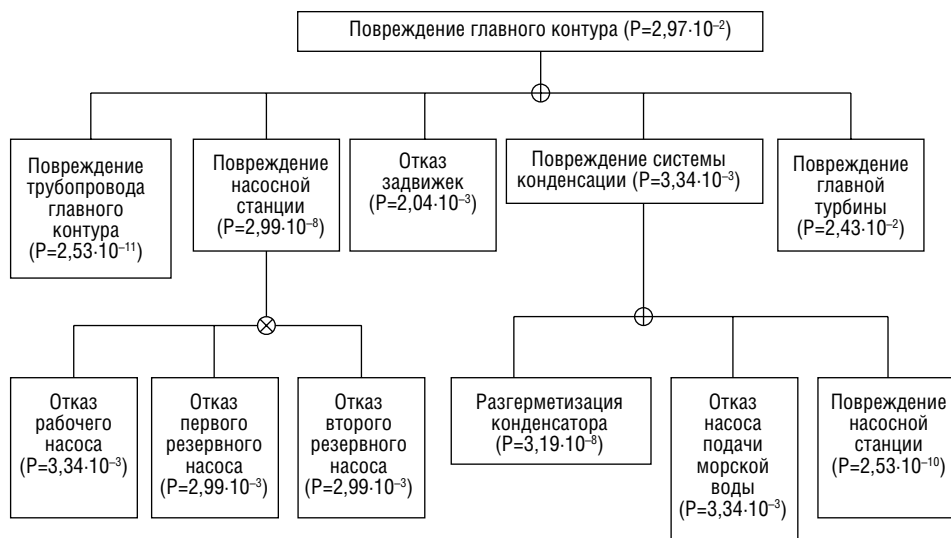 Повреждение главного контура (P=2,97·10⁻²)
Повреждение
трубопровода
главного
контура
(P=2,53·10⁻¹¹)
Повреждение
насосной
станции
(P=2,99·10⁻⁸)
Отказ
задвижек
(P=2,04·10⁻³)
Повреждение системы
конденсации (P=3,34·10⁻³)
Повреждение
главной
турбины
(P=2,43·10⁻²)
Отказ
рабочего
насоса
(P=3,34·10⁻³)
Отказ
первого
резервного
насоса
(P=2,99·10⁻³)
Отказ
второго
резервного
насоса
(P=2,99·10⁻³)
Разгерметизация
конденсатора
(P=3,19·10⁻⁸)
Отказ
насоса
подачи
морской
воды
(P=3,34·10⁻³)
Повреждение
насосной
станции
(P=2,53·10⁻¹⁰)